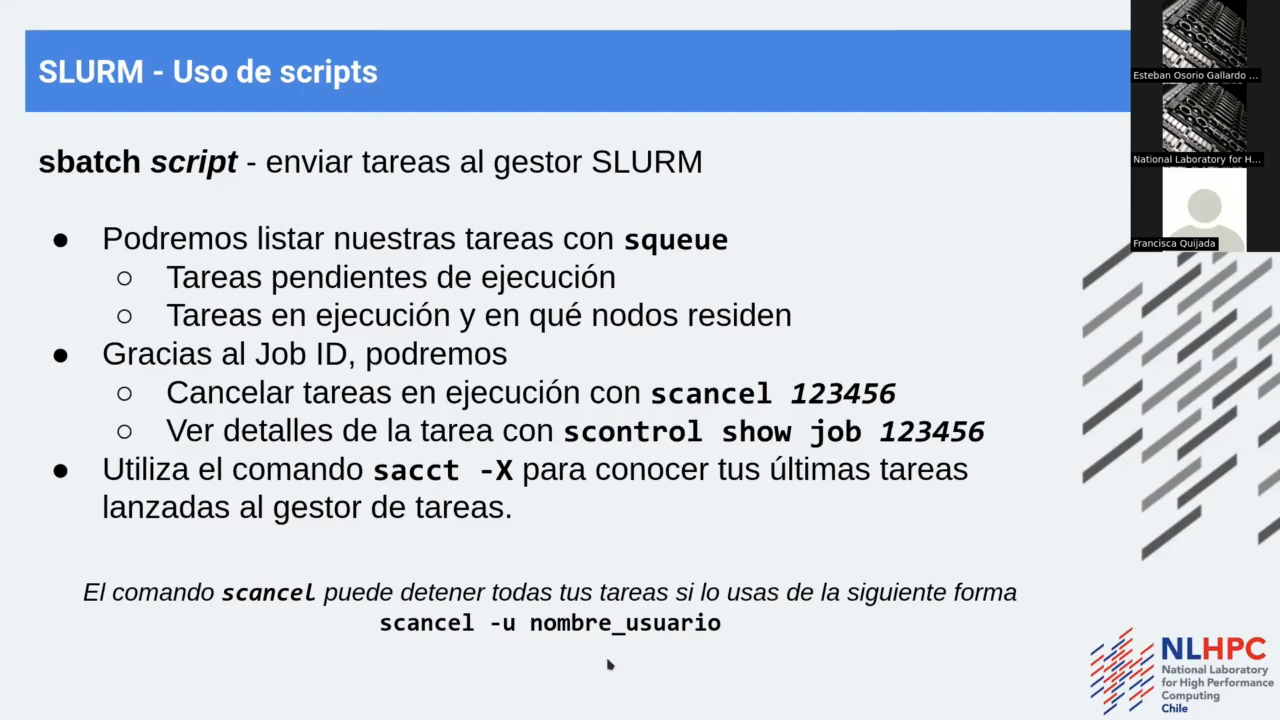 SLURM - Uso de scripts
Esteban Osorio Gallardo ...
National Laboratory for H...
Francisca Quijada
sbatch script - enviar tareas al gestor SLURM
● Podremos listar nuestras tareas con squeue
○ Tareas pendientes de ejecución
○ Tareas en ejecución y en qué nodos residen
● Gracias al Job ID, podremos
○ Cancelar tareas en ejecución con scancel 123456
○ Ver detalles de la tarea con scontrol show job 123456
● Utiliza el comando sacct -X para conocer tus últimas tareas
lanzadas al gestor de tareas.
El comando scancel puede detener todas tus tareas si lo usas de la siguiente forma
scancel -u nombre_usuario
NLHPC
National Laboratory
for High Performance
Computing
Chile